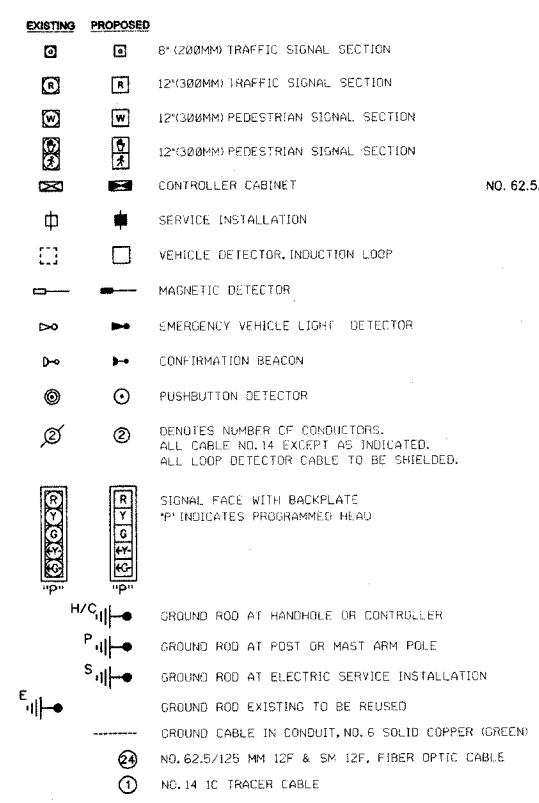 EXISTING PROPOSED
8" (200MM) TRAFFIC SIGNAL SECTION
R R 12"(300MM) TRAFFIC SIGNAL SECTION
W W 12"(300MM) PEDESTRIAN SIGNAL SECTION
12"(300MM) PEDESTRIAN SIGNAL SECTION
CONTROLLER CABINET NO. 62.5
SERVICE INSTALLATION
VEHICLE DETECTOR, INDUCTION LOOP
MAGNETIC DETECTOR
EMERGENCY VEHICLE LIGHT DETECTOR
CONFIRMATION BEACON
PUSHBUTTON DETECTOR
2 2 DENOTES NUMBER OF CONDUCTORS.
ALL CABLE NO. 14 EXCEPT AS INDICATED.
ALL LOOP DETECTOR CABLE TO BE SHIELDED.
R R SIGNAL FACE WITH BACKPLATE
Y Y "P" INDICATES PROGRAMMED HEAD
G G
Y Y
G G
"P" "P"
H/C GROUND ROD AT HANDHOLE OR CONTROLLER
P GROUND ROD AT POST OR MAST ARM POLE
S GROUND ROD AT ELECTRIC SERVICE INSTALLATION
E GROUND ROD EXISTING TO BE REUSED
GROUND CABLE IN CONDUIT, NO. 6 SOLID COPPER (GREEN)
24 NO. 62.5/125 MM 12F & SM 12F, FIBER OPTIC CABLE
1 NO. 14 1C TRACER CABLE